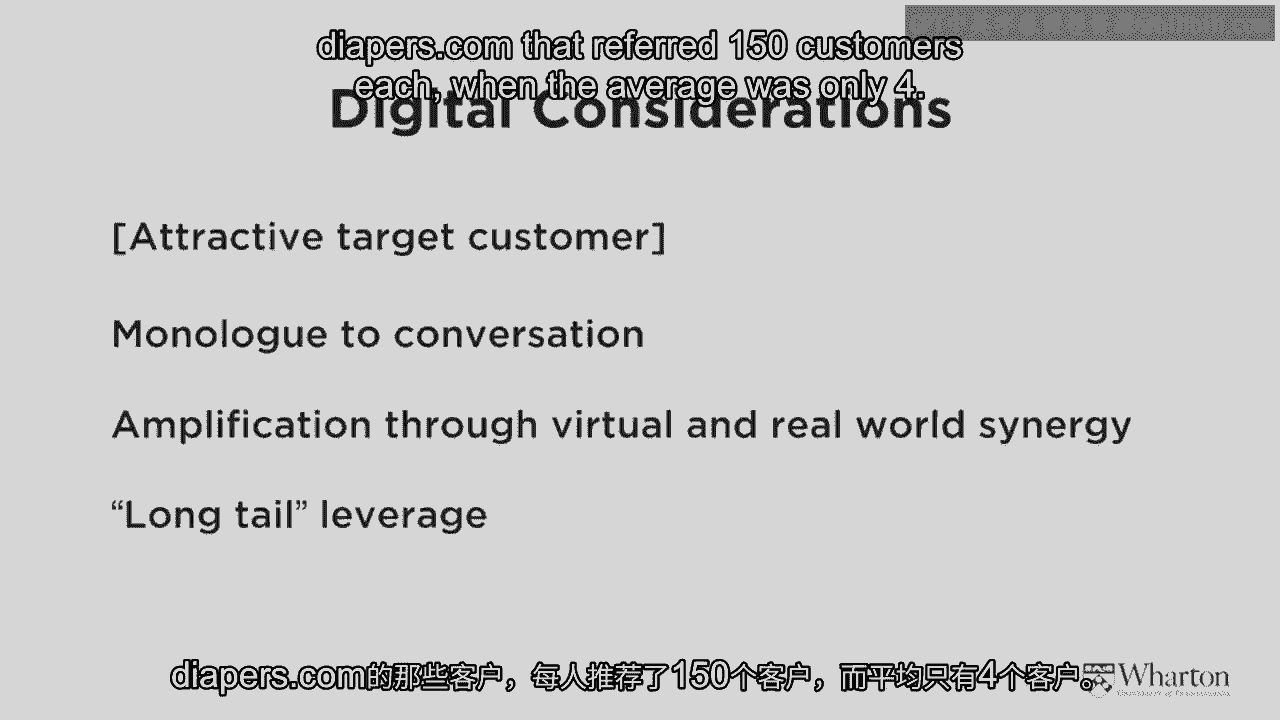 diapers.com that referred 150 customers
each, when the average was only 4.
Digital Considerations
[Attractive target customer]
Monologue to conversation
Amplification through virtual and real world synergy
“Long tail” leverage
diapers.com的那些客户，每人推荐了150个客户，而平均只有4个客户。
Wharton